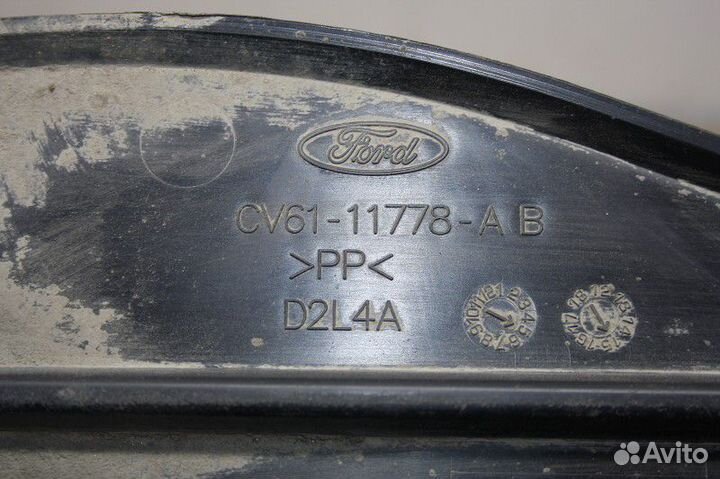 Ford
CV61-11778-A B
>PP<
D2L4A
Avito